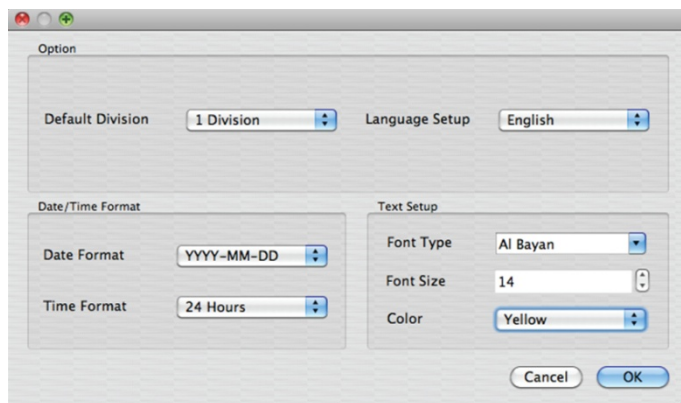 Option
Default Division 1 Division Language Setup English
Date/Time Format Text Setup
Font Type Al Bayan
Date Format YYYY-MM-DD
Font Size 14
Time Format 24 Hours
Color Yellow
Cancel OK